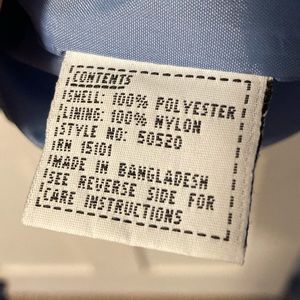 CONTENTS
SHELL: 100% POLYESTER
LINING: 100% NYLON
STYLE NO: 50520
RN 15101
MADE IN BANGLADESH
SEE REVERSE SIDE FOR
CARE INSTRUCTIONS